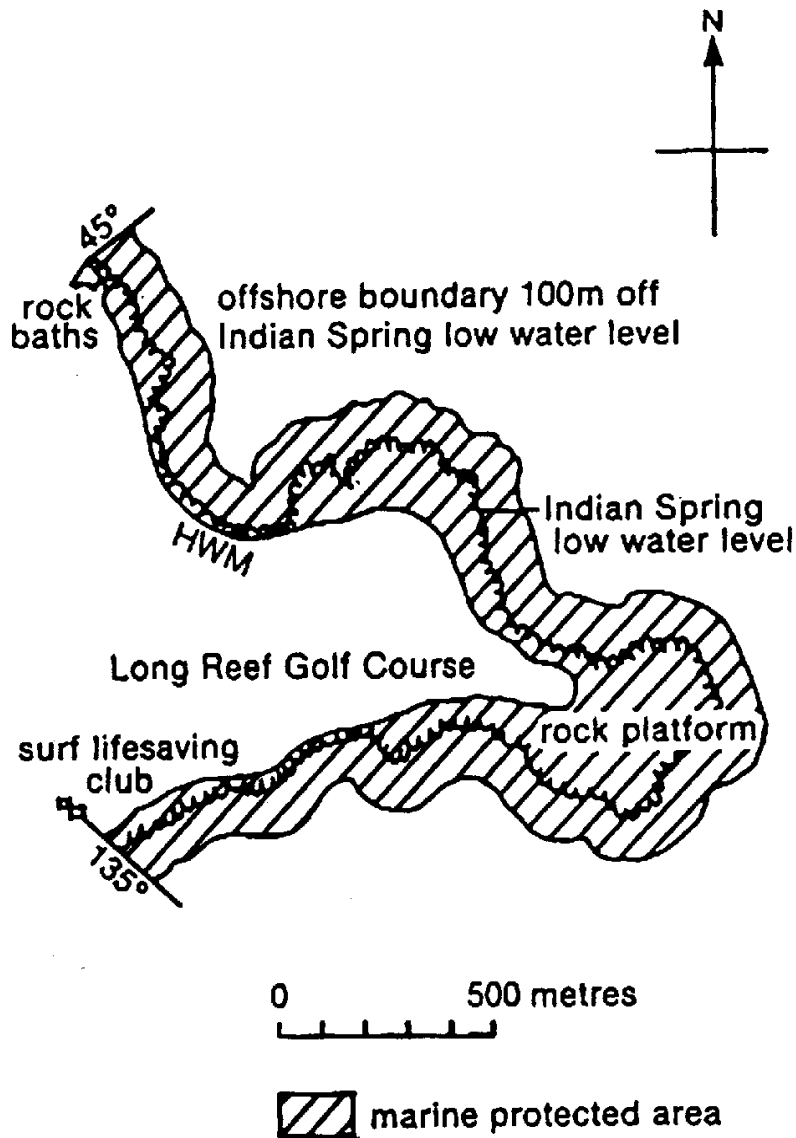 N
45°
rock
baths
offshore boundary 100m off
Indian Spring low water level
Indian Spring
low water level
HWM
Long Reef Golf Course
rock platform
surf lifesaving
club
135°
0 500 metres
marine protected area